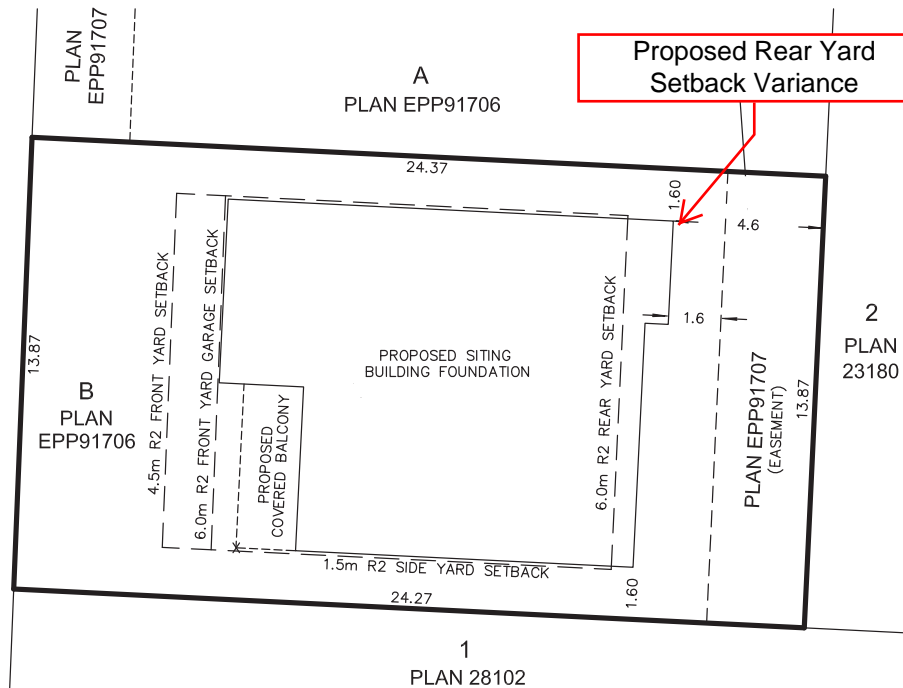 PLAN
EPP91707
A
PLAN EPP91706
Proposed Rear Yard
Setback Variance
24.37
1.60
4.6
4.5m R2 FRONT YARD SETBACK
6.0m R2 FRONT YARD GARAGE SETBACK
6.0m R2 REAR YARD SETBACK
1.6
2
PLAN
23180
13.87
PROPOSED SITING
BUILDING FOUNDATION
B
PLAN
EPP91706
PROPOSED
COVERED BALCONY
PLAN EPP91707
(EASEMENT)
13.87
1.5m R2 SIDE YARD SETBACK
1.60
24.27
1
PLAN 28102